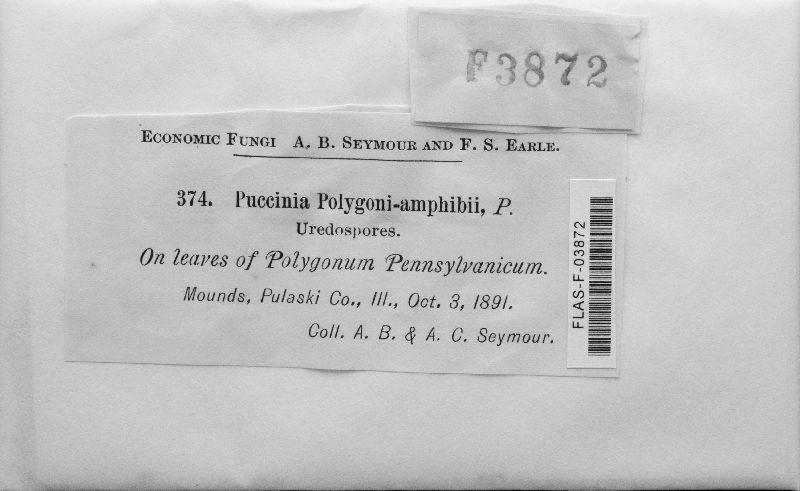 F3872
Economic Fungi A. B. Seymour and F. S. Earle.
374. Puccinia Polygoni-amphibii, P.
Uredospores.
On leaves of Polygonum Pennsylvanicum.
Mounds, Pulaski Co., Ill., Oct. 3, 1891.
Coll. A. B. & A. C. Seymour.
FLAS-F-03872